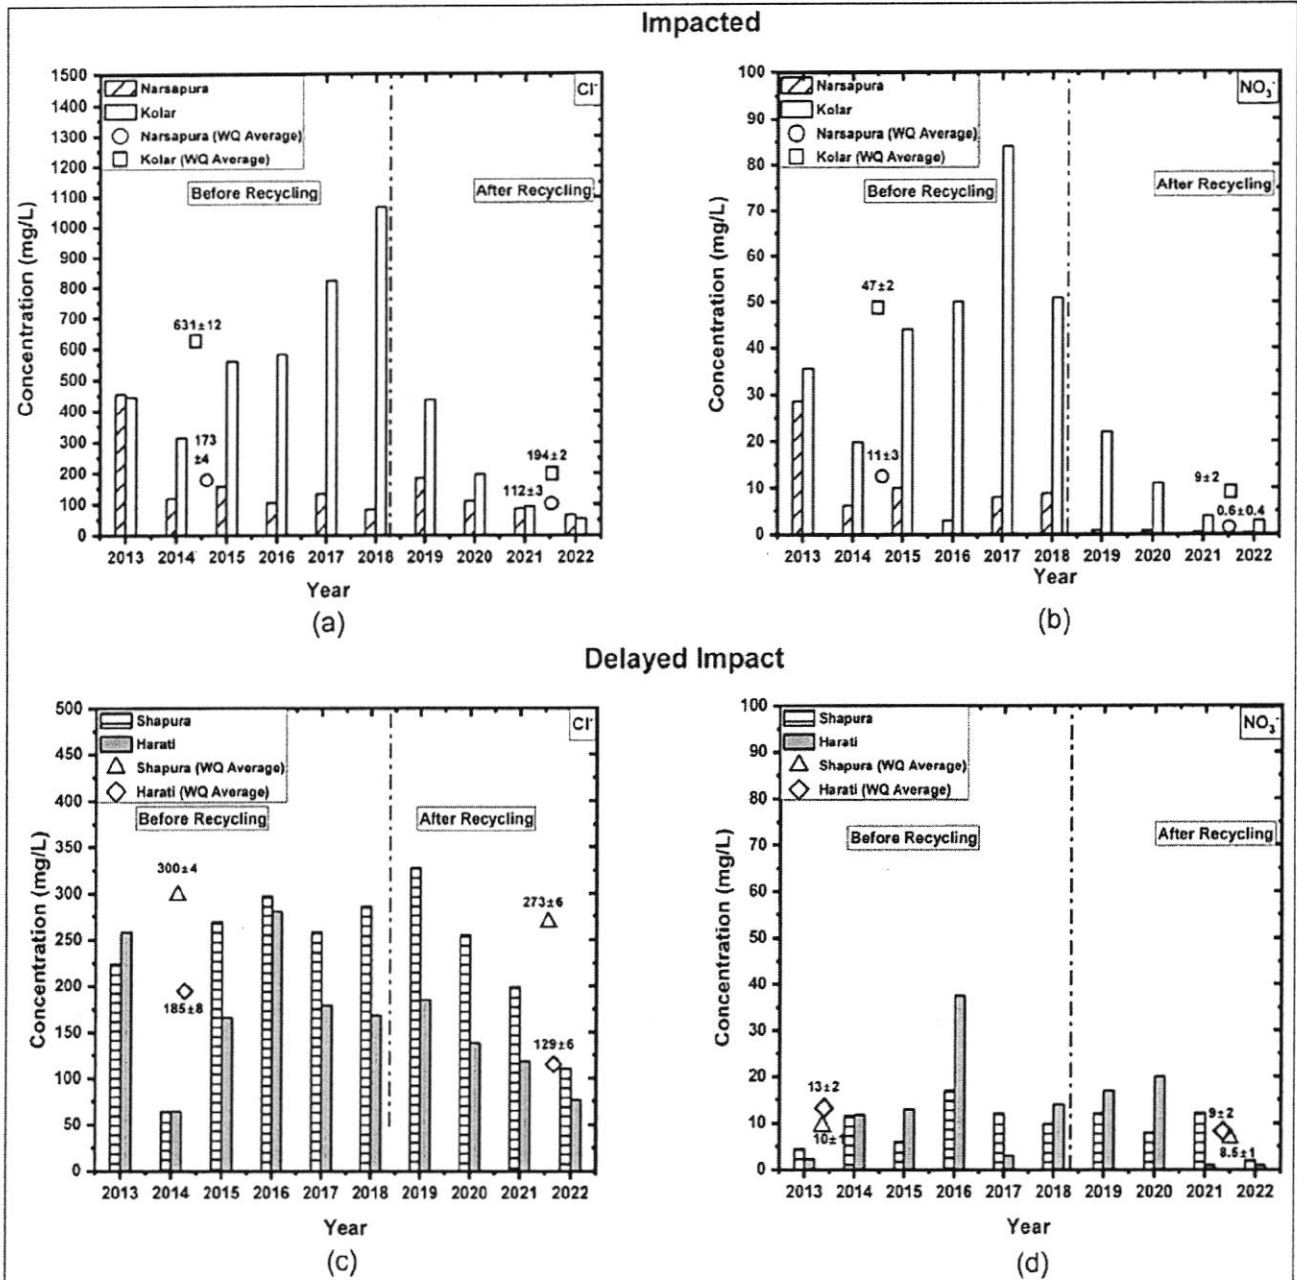 Impacted
Narsapura
Kolar
Narsapura (WQ Average)
Kolar (WQ Average)
Cl-
Before Recycling
After Recycling
1500
1400
1300
1200
1100
1000
900
800
700
600
500
400
300
200
100
0
Concentration (mg/L)
631±12
173
±4
194±2
112±3
2013 2014 2015 2016 2017 2018 2019 2020 2021 2022
Year
(a)
Narsapura
Kolar
Narsapura (WQ Average)
Kolar (WQ Average)
NO3-
Before Recycling
After Recycling
100
90
80
70
60
50
40
30
20
10
0
Concentration (mg/L)
47±2
11±3
9±2
0.6±0.4
2013 2014 2015 2016 2017 2018 2019 2020 2021 2022
Year
(b)
Delayed Impact
Shapura
Harati
Shapura (WQ Average)
Harati (WQ Average)
Cl-
Before Recycling
After Recycling
500
450
400
350
300
250
200
150
100
50
0
Concentration (mg/L)
300±4
185±8
273±6
129±6
2013 2014 2015 2016 2017 2018 2019 2020 2021 2022
Year
(c)
Shapura
Harati
Shapura (WQ Average)
Harati (WQ Average)
NO3-
Before Recycling
After Recycling
100
90
80
70
60
50
40
30
20
10
0
Concentration (mg/L)
13±2
10±1
9±2
8.5±1
2013 2014 2015 2016 2017 2018 2019 2020 2021 2022
Year
(d)